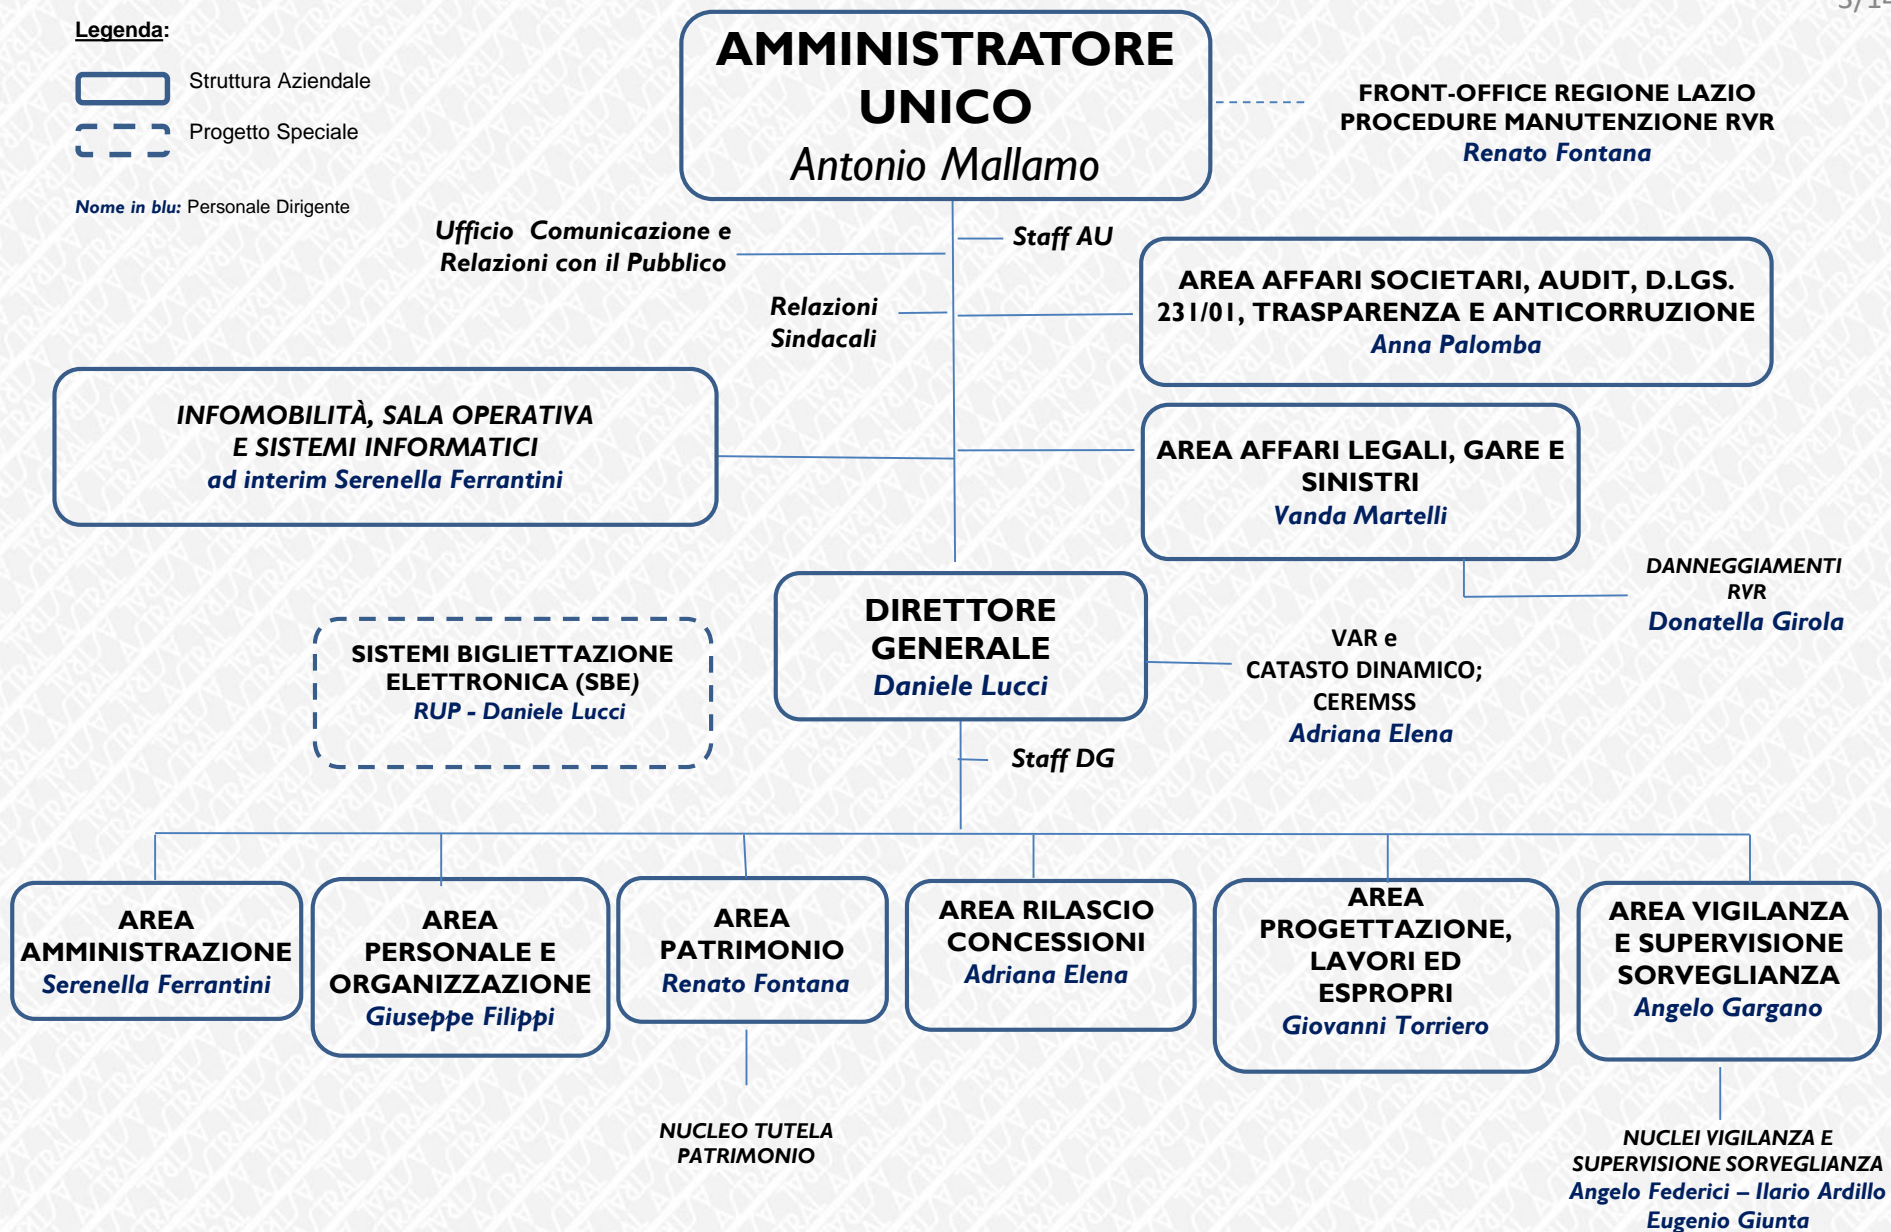 Legenda:
Struttura Aziendale
Progetto Speciale
Nome in blu: Personale Dirigente
AMMINISTRATORE
UNICO
Antonio Mallamo
FRONT-OFFICE REGIONE LAZIO
PROCEDURE MANUTENZIONE RVR
Renato Fontana
Ufficio Comunicazione e
Relazioni con il Pubblico
Staff AU
Relazioni
Sindacali
AREA AFFARI SOCIETARI, AUDIT, D.LGS.
231/01, TRASPARENZA E ANTICORRUZIONE
Anna Palomba
INFOMOBILITÀ, SALA OPERATIVA
E SISTEMI INFORMATICI
ad interim Serenella Ferrantini
AREA AFFARI LEGALI, GARE E
SINISTRI
Vanda Martelli
DANNEGGIAMENTI
RVR
Donatella Girola
DIRETTORE
GENERALE
Daniele Lucci
SISTEMI BIGLIETTAZIONE
ELETTRONICA (SBE)
RUP - Daniele Lucci
VAR e
CATASTO DINAMICO;
CEREMSS
Adriana Elena
Staff DG
AREA
AMMINISTRAZIONE
Serenella Ferrantini
AREA
PERSONALE E
ORGANIZZAZIONE
Giuseppe Filippi
AREA
PATRIMONIO
Renato Fontana
AREA RILASCIO
CONCESSIONI
Adriana Elena
AREA
PROGETTAZIONE,
LAVORI ED
ESPROPRI
Giovanni Torriero
AREA VIGILANZA
E SUPERVISIONE
SORVEGLIANZA
Angelo Gargano
NUCLEO TUTELA
PATRIMONIO
NUCLEI VIGILANZA E
SUPERVISIONE SORVEGLIANZA
Angelo Federici – Ilario Ardillo
Eugenio Giunta